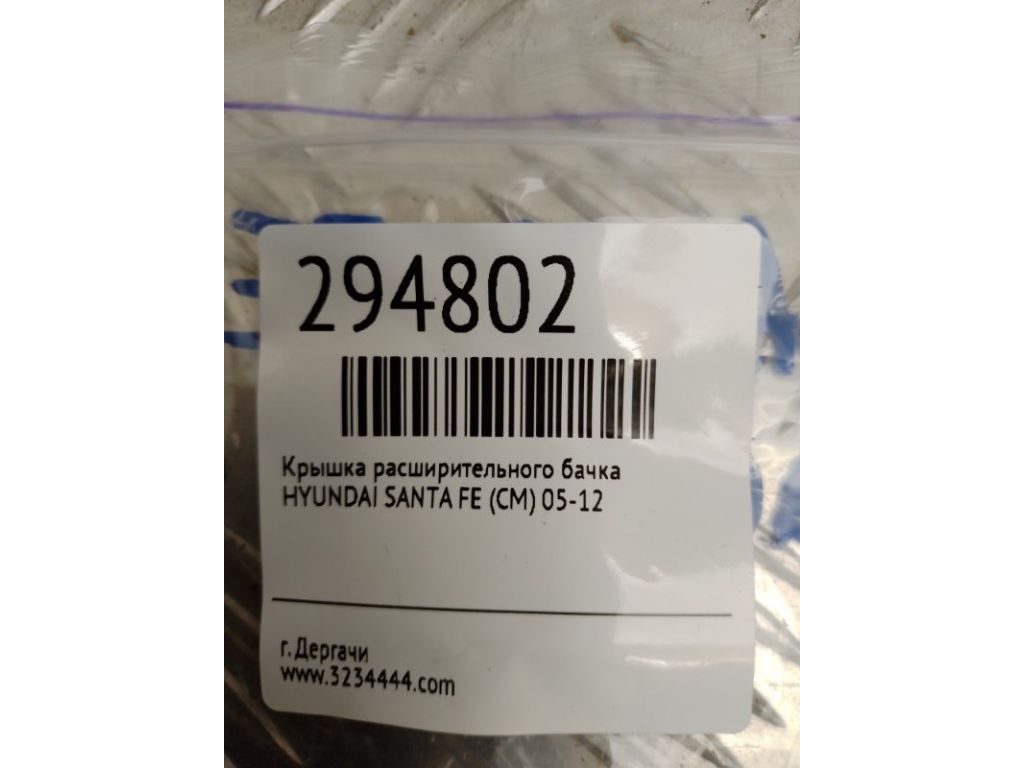 294802
Крышка расширительного бачка
HYUNDAI SANTA FE (CM) 05-12
г. Дергачи
www.3234444.com